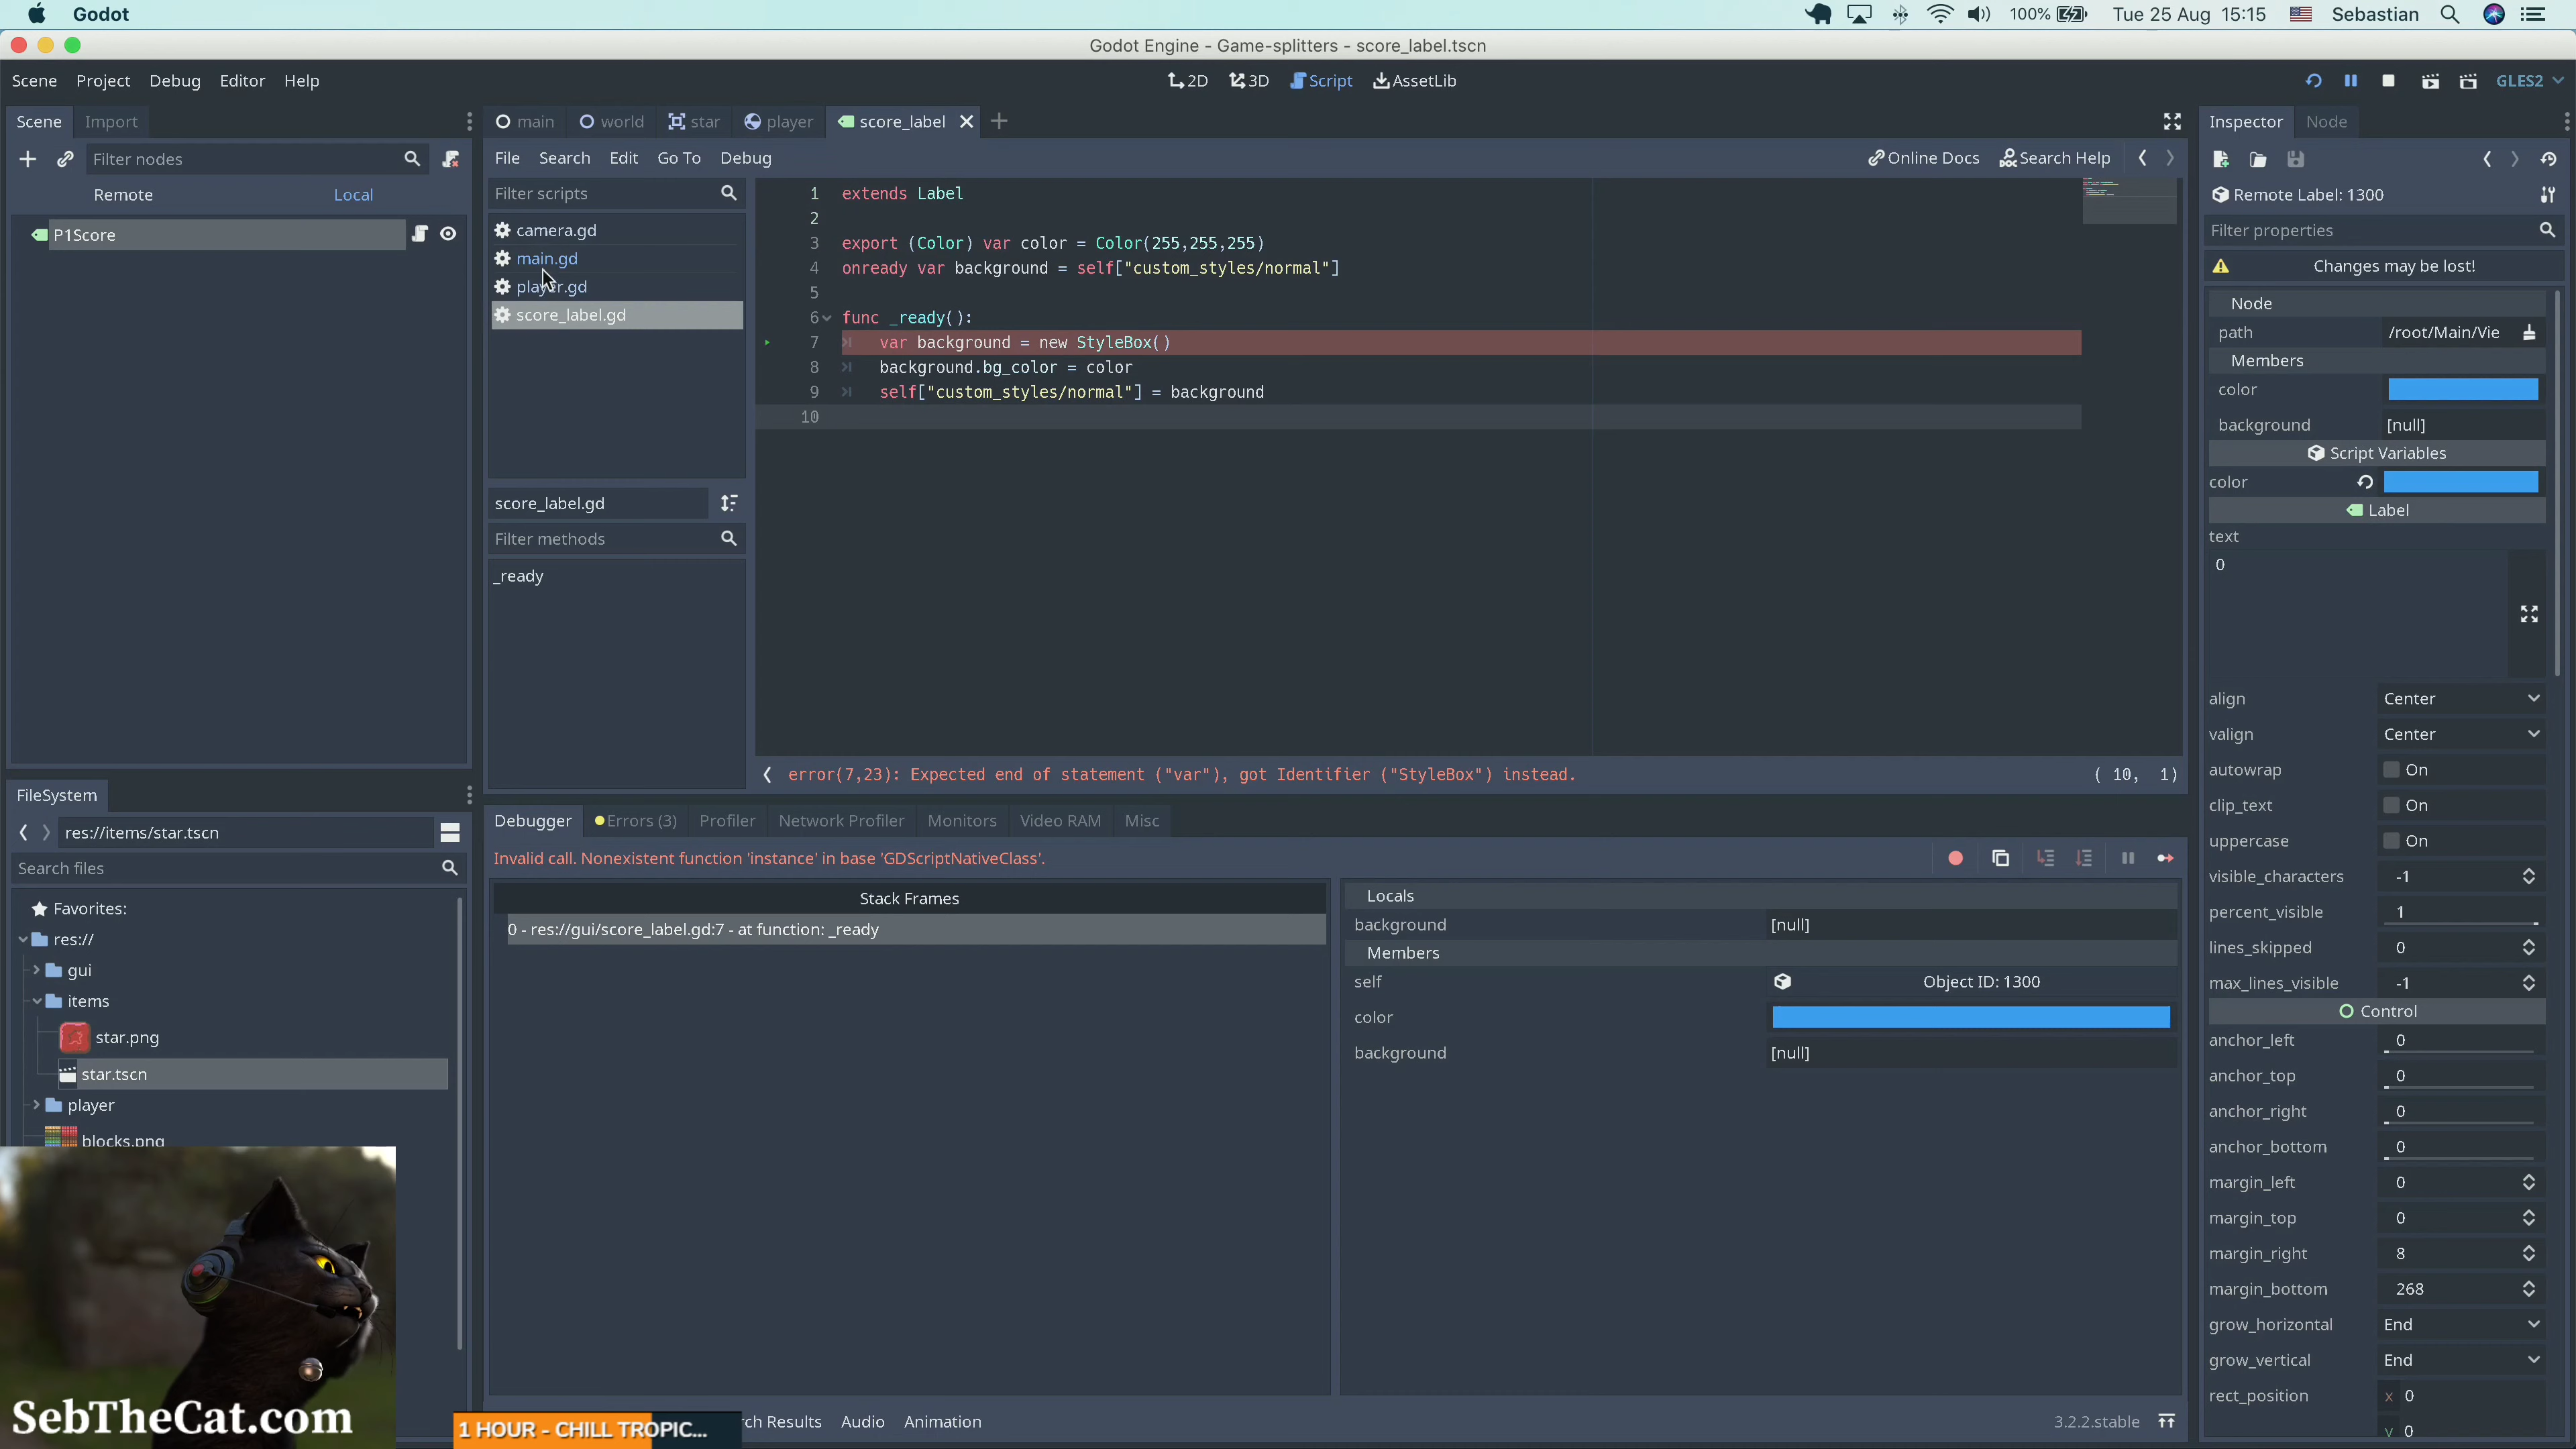 Godot
100%
Tue 25 Aug 15:15
Sebastian
Godot Engine - Game-splitters - score_label.tscn
Scene Project Debug Editor Help
2D 3D Script AssetLib
GLES2
Scene Import
main world star player score_label
Inspector Node
Filter nodes
File Search Edit Go To Debug
Online Docs Search Help
Remote Local
P1Score
Filter scripts
camera.gd
main.gd
player.gd
score_label.gd
score_label.gd
Filter methods
_ready
1 extends Label
2
3 export (Color) var color = Color(255,255,255)
4 onready var background = self["custom_styles/normal"]
5
6 func _ready():
7 var background = new StyleBox()
8 background.bg_color = color
9 self["custom_styles/normal"] = background
10
error(7,23): Expected end of statement ("var"), got Identifier ("StyleBox") instead.
( 10, 1)
FileSystem
res://items/star.tscn
Search files
Favorites:
res://
gui
items
star.png
star.tscn
player
blocks.png
SebTheCat.com
1 HOUR - CHILL TROPIC...
Debugger Errors (3) Profiler Network Profiler Monitors Video RAM Misc
Invalid call. Nonexistent function 'instance' in base 'GDScriptNativeClass'.
Stack Frames
0 - res://gui/score_label.gd:7 - at function: _ready
Locals
background [null]
Members
self Object ID: 1300
color
background [null]
rch Results Audio Animation
3.2.2.stable
Remote Label: 1300
Filter properties
Changes may be lost!
Node
path /root/Main/Vie
Members
color
background [null]
Script Variables
color
Label
text
0
align Center
valign Center
autowrap On
clip_text On
uppercase On
visible_characters -1
percent_visible 1
lines_skipped 0
max_lines_visible -1
Control
anchor_left 0
anchor_top 0
anchor_right 0
anchor_bottom 0
margin_left 0
margin_top 0
margin_right 8
margin_bottom 268
grow_horizontal End
grow_vertical End
rect_position x 0
y 0